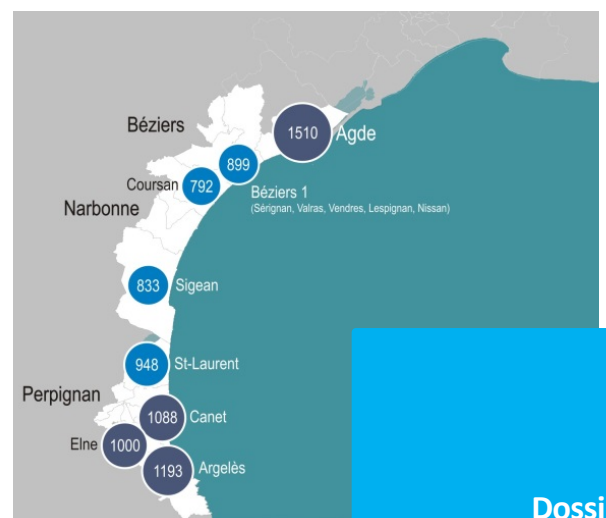 Béziers
1510 Agde
899
Coursan 792
Béziers 1
(Sérignan, Valras, Vendres, Lespignan, Nissan)
Narbonne
833 Sigean
948 St-Laurent
Perpignan
1088 Canet
Elne 1000
1193 Argelès
Dossi